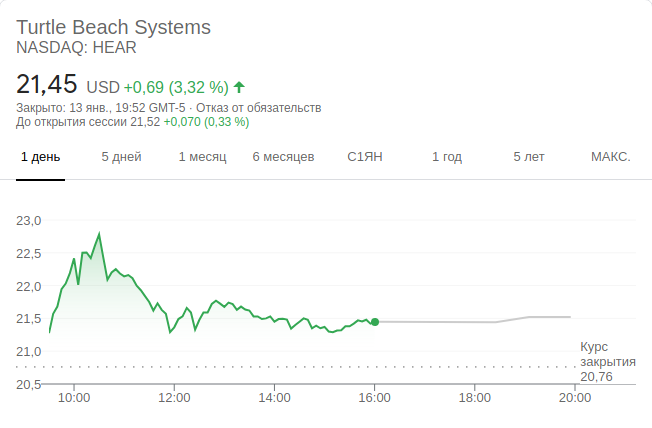 Turtle Beach Systems
NASDAQ: HEAR
21,45 USD +0,69 (3,32 %)
Закрыто: 13 янв., 19:52 GMT-5 · Отказ от обязательств
До открытия сессии 21,52 +0,070 (0,33 %)
1 день 5 дней 1 месяц 6 месяцев С1ЯН 1 год 5 лет МАКС.
23,0
22,5
22,0
21,5
21,0
20,5
Курс
закрытия
20,76
10:00 12:00 14:00 16:00 18:00 20:00